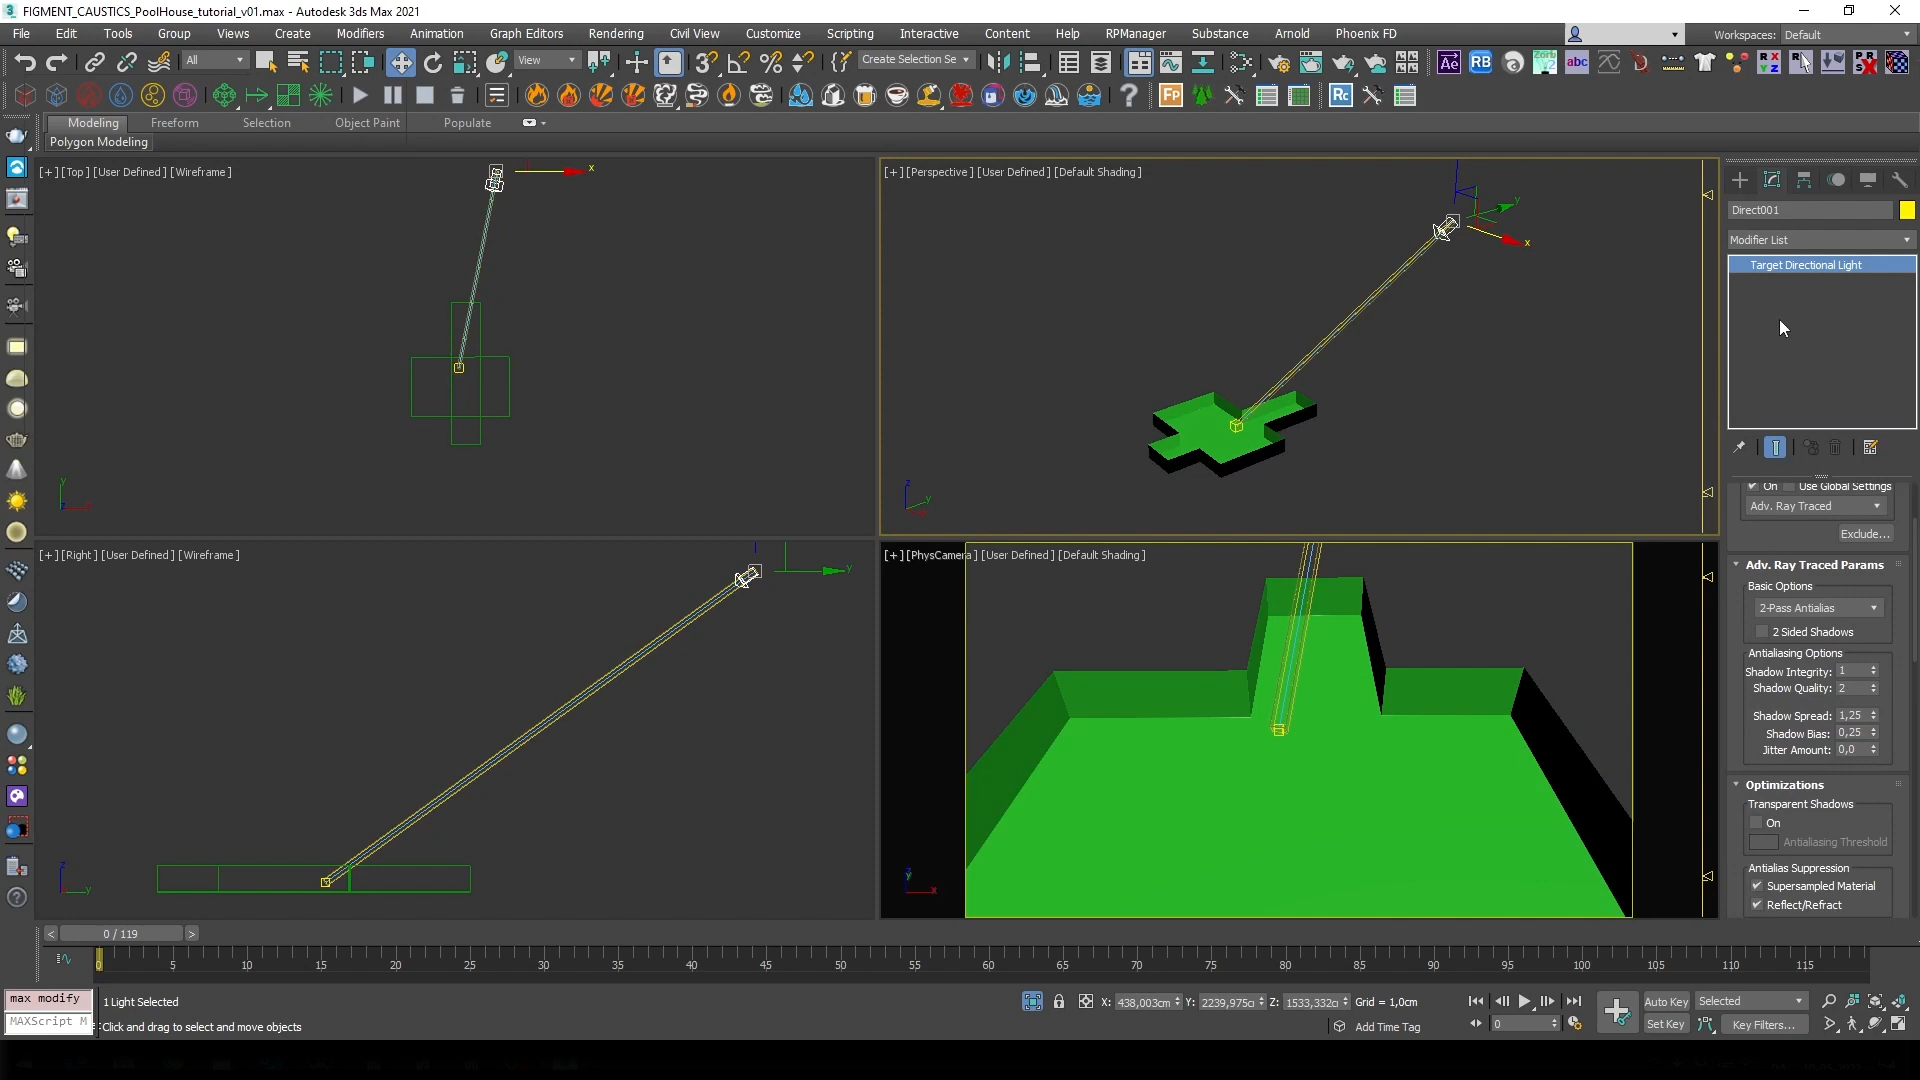 FIGMENT_CAUSTICS_PoolHouse_tutorial_v01.max - Autodesk 3ds Max 2021
File Edit Tools Group Views Create Modifiers Animation Graph Editors Rendering Civil View Customize Scripting Interactive Content Help RPManager Substance Arnold Phoenix FD
Workspaces: Default
All View Create Selection Se
Ae RB abc
Fp Rc
Modeling Freeform Selection Object Paint Populate
Polygon Modeling
[+] [Top] [User Defined] [Wireframe]
x
y
[+] [Perspective] [User Defined] [Default Shading]
y
x
z
y
[+] [Right] [User Defined] [Wireframe]
y
z
y
[+] [PhysCamera] [User Defined] [Default Shading]
Direct001
Modifier List
Target Directional Light
On Use Global Settings
Adv. Ray Traced
Exclude...
Adv. Ray Traced Params
Basic Options
2-Pass Antialias
2 Sided Shadows
Antialiasing Options
Shadow Integrity: 1
Shadow Quality: 2
Shadow Spread: 1,25
Shadow Bias: 0,25
Jitter Amount: 0,0
Optimizations
Transparent Shadows
On
Antialiasing Threshold
Antialias Suppression
Supersampled Material
Reflect/Refract
< 0 / 119 >
0 5 10 15 20 25 30 35 40 45 50 55 60 65 70 75 80 85 90 95 100 105 110 115
max modify
MAXScript M
1 Light Selected
Click and drag to select and move objects
X: 438,003cm Y: 2239,975cm Z: 1533,332cm Grid = 1,0cm
Add Time Tag
0
Auto Key Selected
Set Key Key Filters...